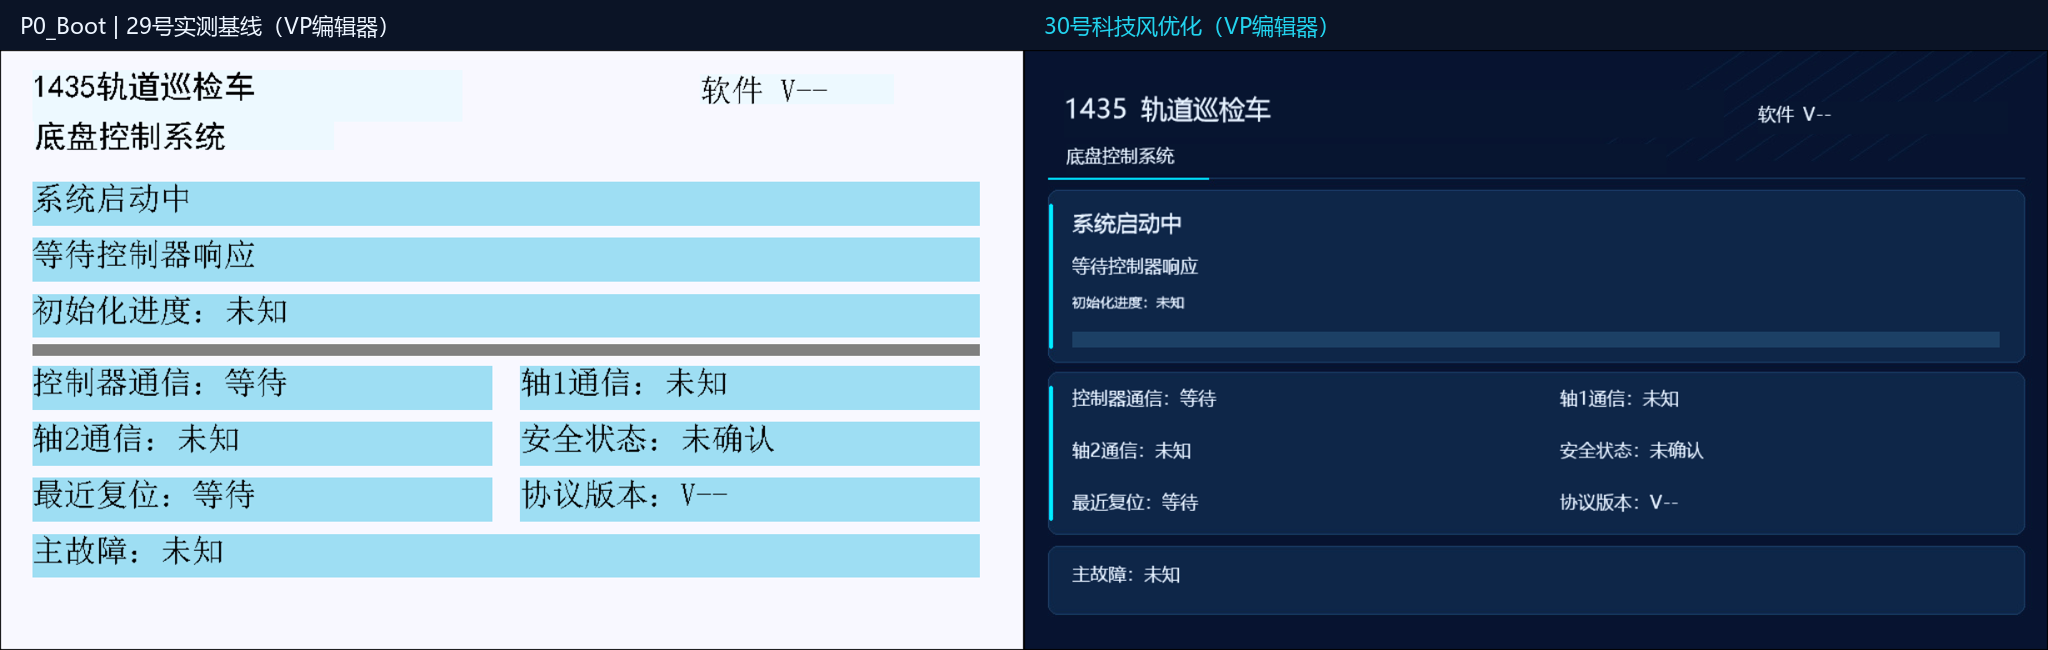 P0_Boot | 29号实测基线（VP编辑器）
1435轨道巡检车
软件 V--
底盘控制系统
系统启动中
等待控制器响应
初始化进度：未知
控制器通信：等待
轴1通信：未知
轴2通信：未知
安全状态：未确认
最近复位：等待
协议版本：V--
主故障：未知
30号科技风优化（VP编辑器）
1435 轨道巡检车
软件 V--
底盘控制系统
系统启动中
等待控制器响应
初始化进度：未知
控制器通信：等待
轴1通信：未知
轴2通信：未知
安全状态：未确认
最近复位：等待
协议版本：V--
主故障：未知